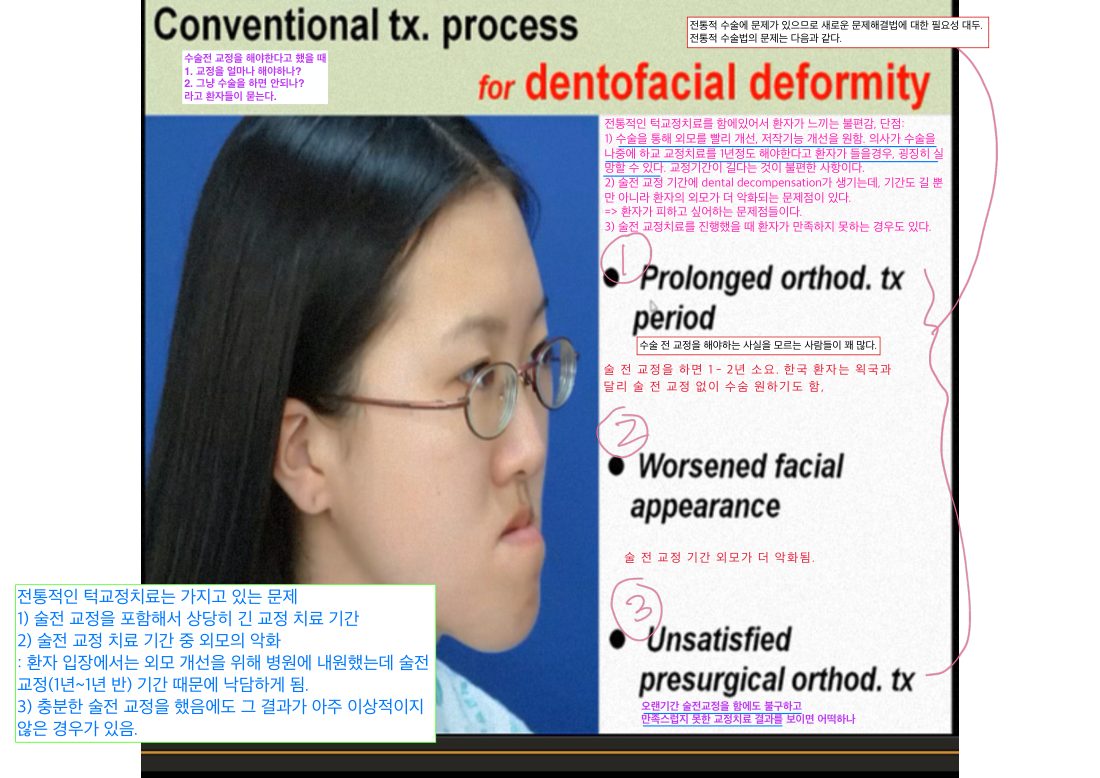 Conventional tx. process
전통적 수술에 문제가 있으므로 새로운 문제해결법에 대한 필요성 대두.
전통적 수술법의 문제는 다음과 같다.
수술전 교정을 해야한다고 했을 때
1. 교정을 얼마나 해야하나?
2. 그냥 수술을 하면 안되나?
라고 환자들이 묻는다.
for dentofacial deformity
전통적인 턱교정치료를 함에있어서 환자가 느끼는 불편감, 단점:
1) 수술을 통해 외모를 빨리 개선, 저작기능 개선을 원함. 의사가 수술을
나중에 하교 교정치료를 1년정도 해야한다고 환자가 들을경우, 굉징히 실
망할 수 있다. 교정기간이 길다는 것이 불편한 사항이다.
2) 술전 교정 기간에 dental decompensation가 생기는데, 기간도 길 뿐
만 아니라 환자의 외모가 더 악화되는 문제점이 있다.
=> 환자가 피하고 싶어하는 문제점들이다.
3) 술전 교정치료를 진행했을 때 환자가 만족하지 못하는 경우도 있다.
1
● Prolonged orthod. tx
period
수술 전 교정을 해야하는 사실을 모르는 사람들이 꽤 많다.
술 전 교정을 하면 1- 2년 소요. 한국 환자는 욉국과
달리 술 전 교정 없이 수숨 원하기도 함,
2
● Worsened facial
appearance
술 전 교정 기간 외모가 더 악화됨.
3
● Unsatisfied
presurgical orthod. tx
오랜기간 술전교정을 함에도 불구하고
만족스럽지 못한 교정치료 결과를 보이면 어떡하나
전통적인 턱교정치료는 가지고 있는 문제
1) 술전 교정을 포함해서 상당히 긴 교정 치료 기간
2) 술전 교정 치료 기간 중 외모의 악화
: 환자 입장에서는 외모 개선을 위해 병원에 내원했는데 술전
교정(1년~1년 반) 기간 때문에 낙담하게 됨.
3) 충분한 술전 교정을 했음에도 그 결과가 아주 이상적이지
않은 경우가 있음.